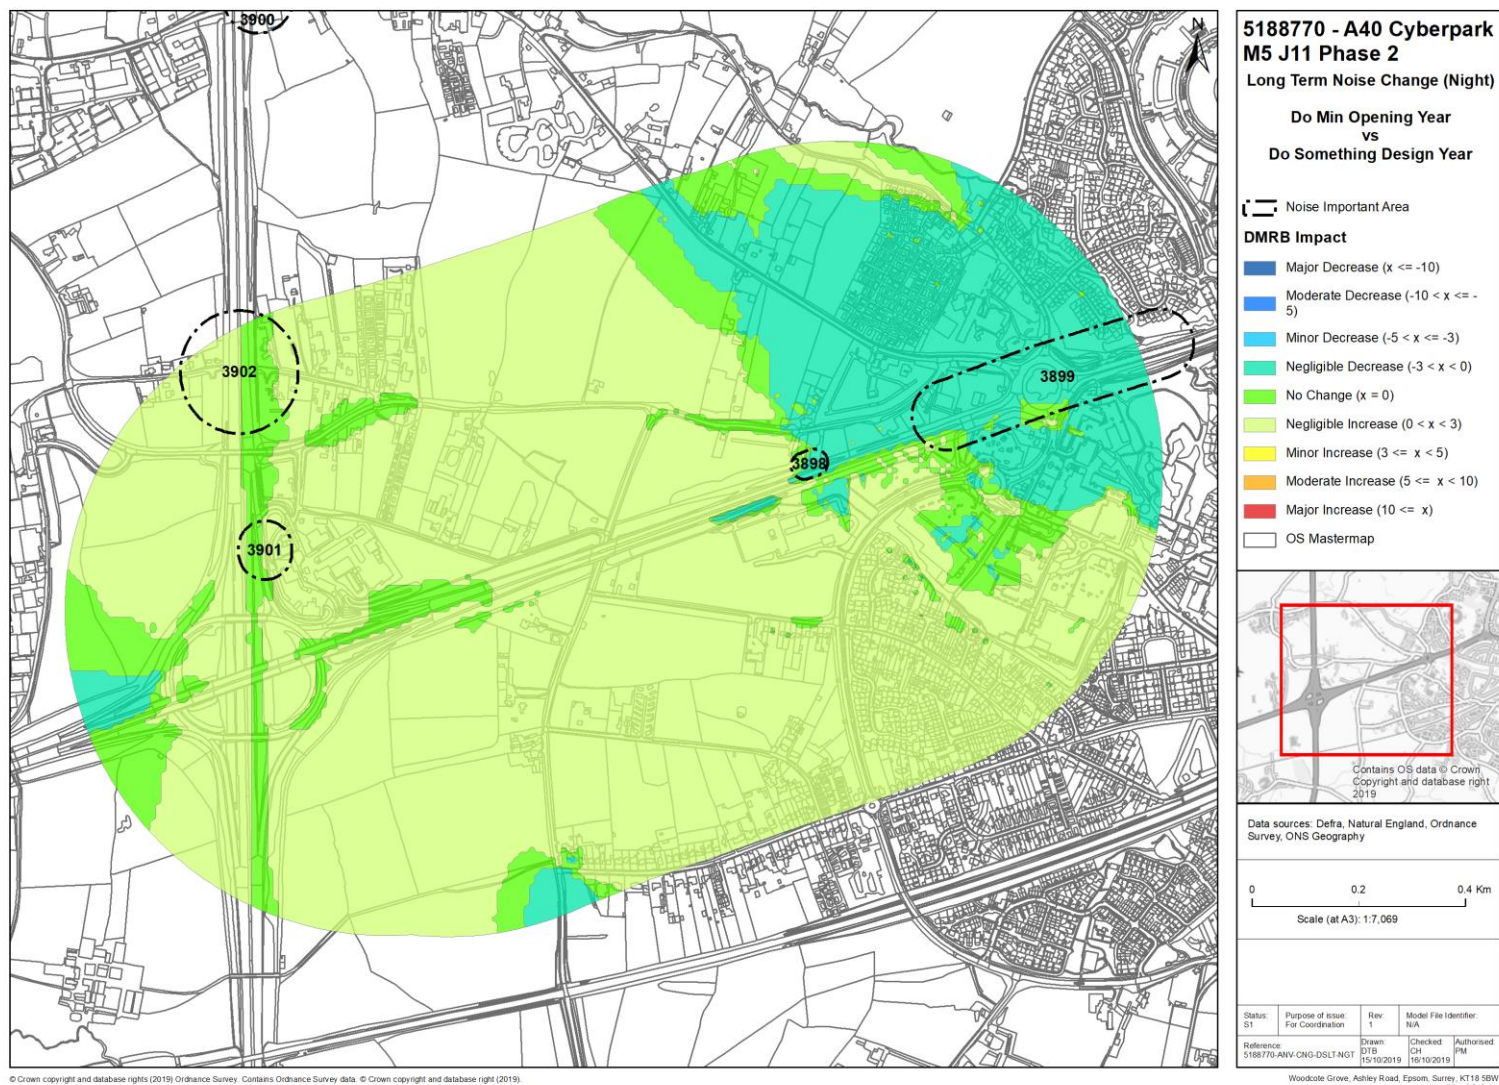 3900
3902
3899
3898
3901
N
5188770 - A40 Cyberpark
M5 J11 Phase 2
Long Term Noise Change (Night)
Do Min Opening Year
vs
Do Something Design Year
Noise Important Area
DMRB Impact
Major Decrease (x <= -10)
Moderate Decrease (-10 < x <= -
5)
Minor Decrease (-5 < x <= -3)
Negligible Decrease (-3 < x < 0)
No Change (x = 0)
Negligible Increase (0 < x < 3)
Minor Increase (3 <= x < 5)
Moderate Increase (5 <= x < 10)
Major Increase (10 <= x)
OS Mastermap
Contains OS data © Crown
Copyright and database right
2019
Data sources: Defra, Natural England, Ordnance
Survey, ONS Geography
0 0.2 0.4 Km
Scale (at A3): 1:7,069
Status: Purpose of issue: Rev: Model File Identifier:
S1 For Coordination 1 N/A
Reference: Drawn: Checked: Authorised:
5188770-ANV-CNG-DSLT-NGT DTB CH PM
15/10/2019 16/10/2019
© Crown copyright and database rights (2019) Ordnance Survey. Contains Ordnance Survey data. © Crown copyright and database right (2019).
Woodcote Grove, Ashley Road, Epsom, Surrey, KT18 5BW